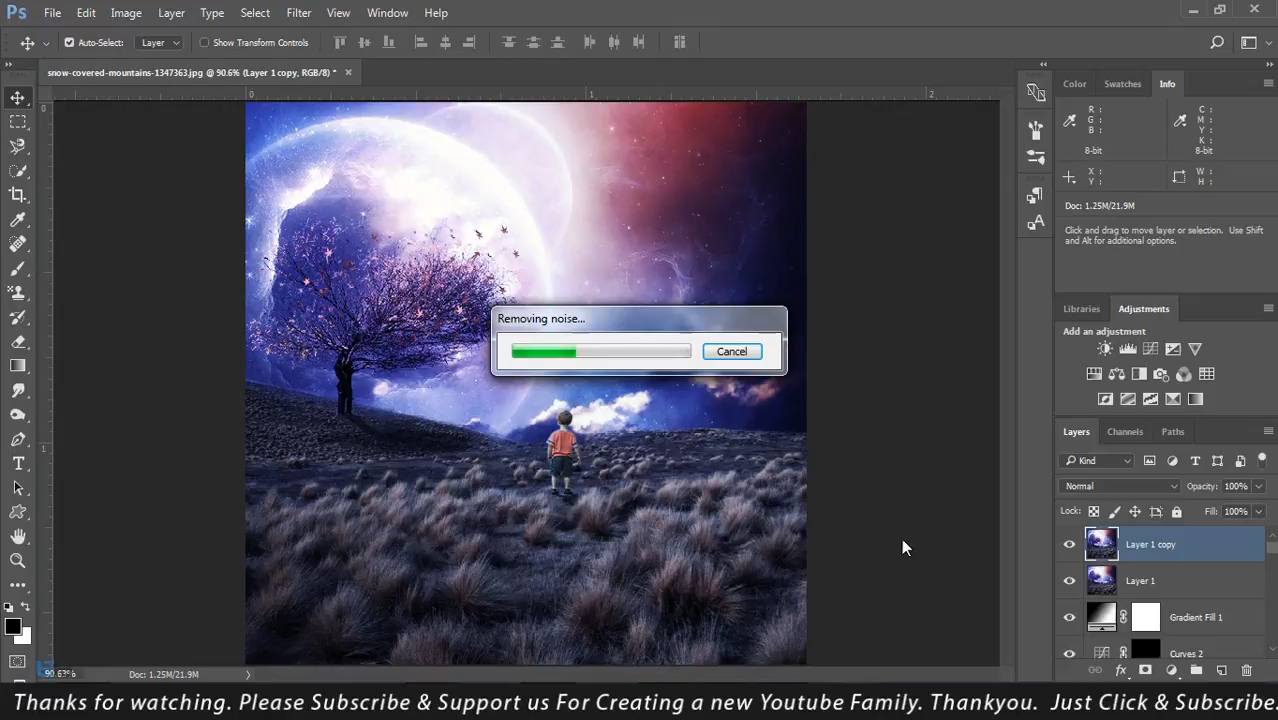 Ps File Edit Image Layer Type Select Filter View Window Help
Auto-Select: Layer Show Transform Controls
snow-covered-mountains-1347363.jpg @ 90.6% (Layer 1 copy, RGB/8) *
Color Swatches Info
0 1 2
R : C :
G : M :
B : Y :
K :
8-bit 8-bit
X : W :
Y : H :
Doc: 1.25M/21.9M
Click and drag to move layer or selection. Use Shift
and Alt for additional options.
Libraries Adjustments
Add an adjustment
Removing noise...
Cancel
Layers Channels Paths
Kind
Normal Opacity: 100%
Lock: Fill: 100%
Layer 1 copy
Layer 1
Gradient Fill 1
Curves 2
90.63% Doc: 1.25M/21.9M
Thanks for watching. Please Subscribe & Support us For Creating a new Youtube Family. Thankyou. Just Click & Subscribe.